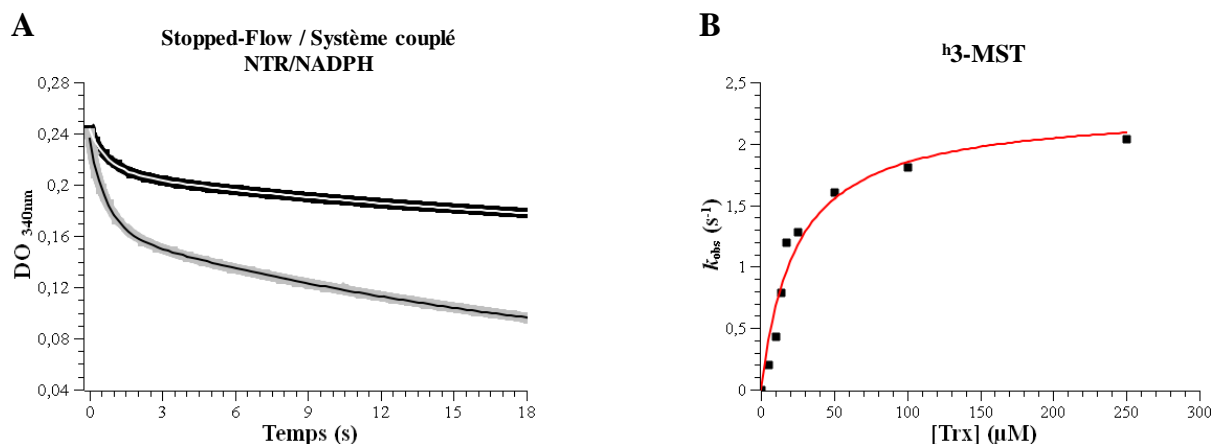 A
Stopped-Flow / Système couplé
NTR/NADPH
0,28
0,24
0,2
0,16
0,12
0,08
0,04
DO 340nm
0 3 6 9 12 15 18
Temps (s)
B
h3-MST
2,5
2
1,5
1
0,5
0
kobs (s-1)
0 50 100 150 200 250 300
[Trx] (µM)